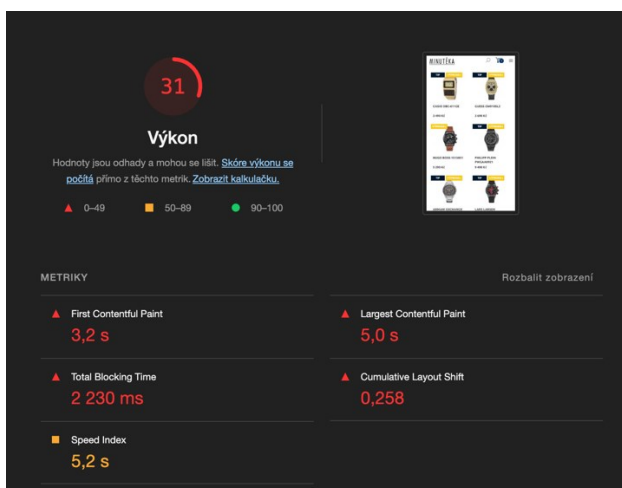 31
MINUTÉKA
Výkon
Hodnoty jsou odhady a mohou se lišit. Skóre výkonu se
počítá přímo z těchto metrik. Zobrazit kalkulačku.
0–49
50–89
90–100
METRIKY
Rozbalit zobrazení
First Contentful Paint
3,2 s
Largest Contentful Paint
5,0 s
Total Blocking Time
2 230 ms
Cumulative Layout Shift
0,258
Speed Index
5,2 s